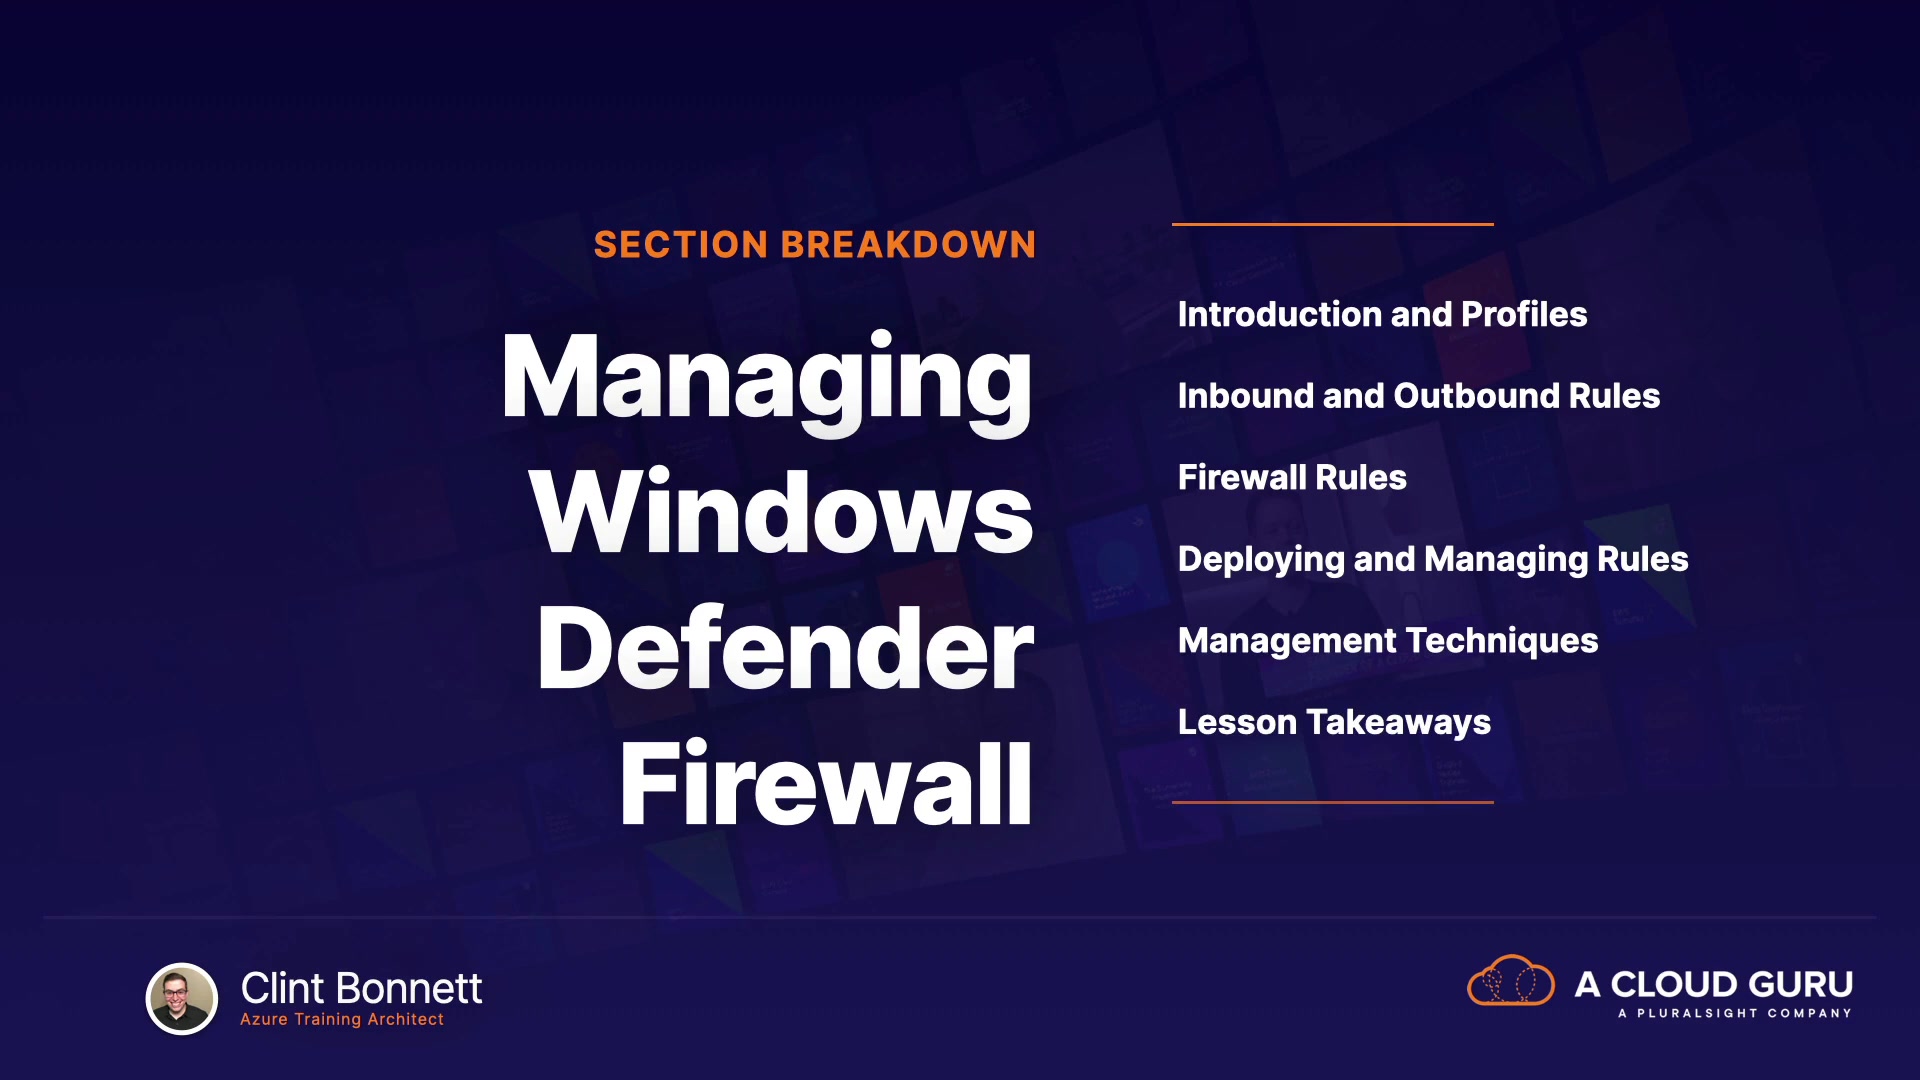 SECTION BREAKDOWN
Managing
Windows
Defender
Firewall
Introduction and Profiles
Inbound and Outbound Rules
Firewall Rules
Deploying and Managing Rules
Management Techniques
Lesson Takeaways
Clint Bonnett
Azure Training Architect
A CLOUD GURU
A PLURALSIGHT COMPANY